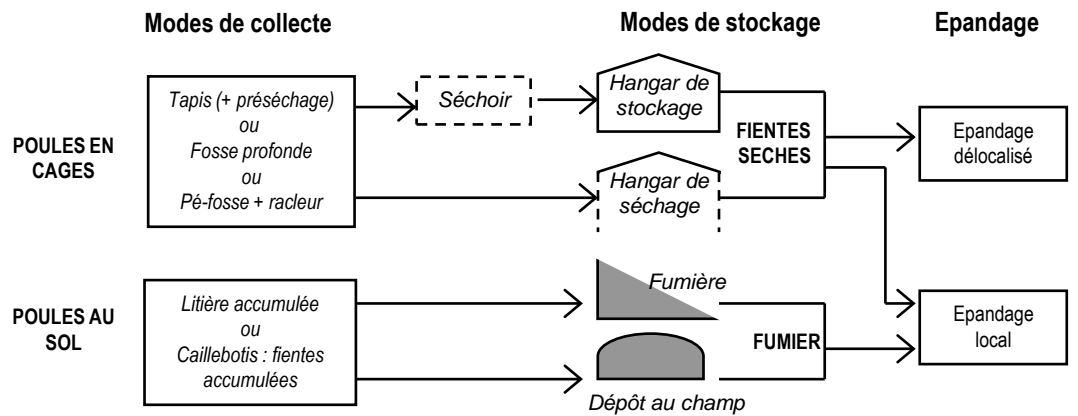 Modes de collecte
Modes de stockage
Epandage
POULES EN
CAGES
Tapis (+ préséchage)
ou
Fosse profonde
ou
Pé-fosse + racleur
Séchoir
Hangar de
stockage
Hangar de
séchage
FIENTES
SECHES
Epandage
délocalisé
POULES AU
SOL
Litière accumulée
ou
Caillebotis : fientes
accumulées
Fumière
Dépôt au champ
FUMIER
Epandage
local